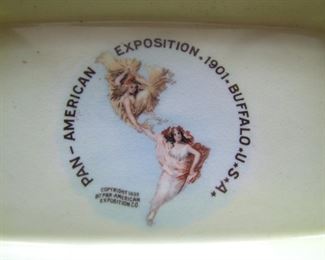 PAN-AMERICAN EXPOSITION.1901.BUFFALO.U.S.A.
COPYRIGHT 1899
BY PAN-AMERICAN
EXPOSITION CO